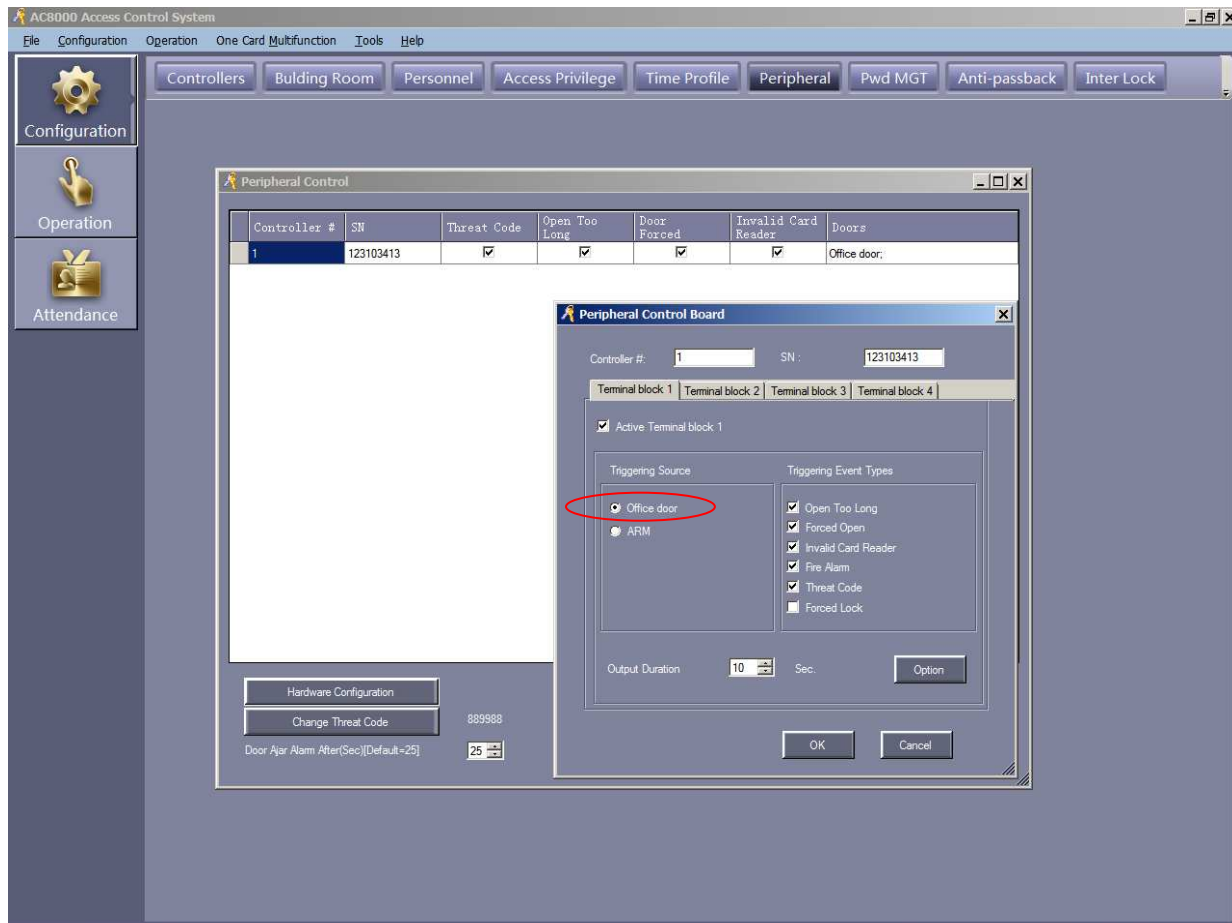 AC8000 Access Control System
File Configuration Operation One Card Multifunction Tools Help
Controllers Bulding Room Personnel Access Privilege Time Profile Peripheral Pwd MGT Anti-passback Inter Lock
Configuration
Operation
Attendance
Peripheral Control
Controller # SN Threat Code Open Too Long Door Forced Invalid Card Reader Doors
1 123103413 Office door;
Peripheral Control Board
Controller #: 1 SN : 123103413
Terminal block 1 Terminal block 2 Terminal block 3 Terminal block 4
Active Terminal block 1
Triggering Source
Office door
ARM
Triggering Event Types
Open Too Long
Forced Open
Invalid Card Reader
Fire Alarm
Threat Code
Forced Lock
Output Duration 10 Sec. Option
OK Cancel
Hardware Configuration
Change Threat Code 889988
Door Ajar Alarm After(Sec)[Default=25] 25